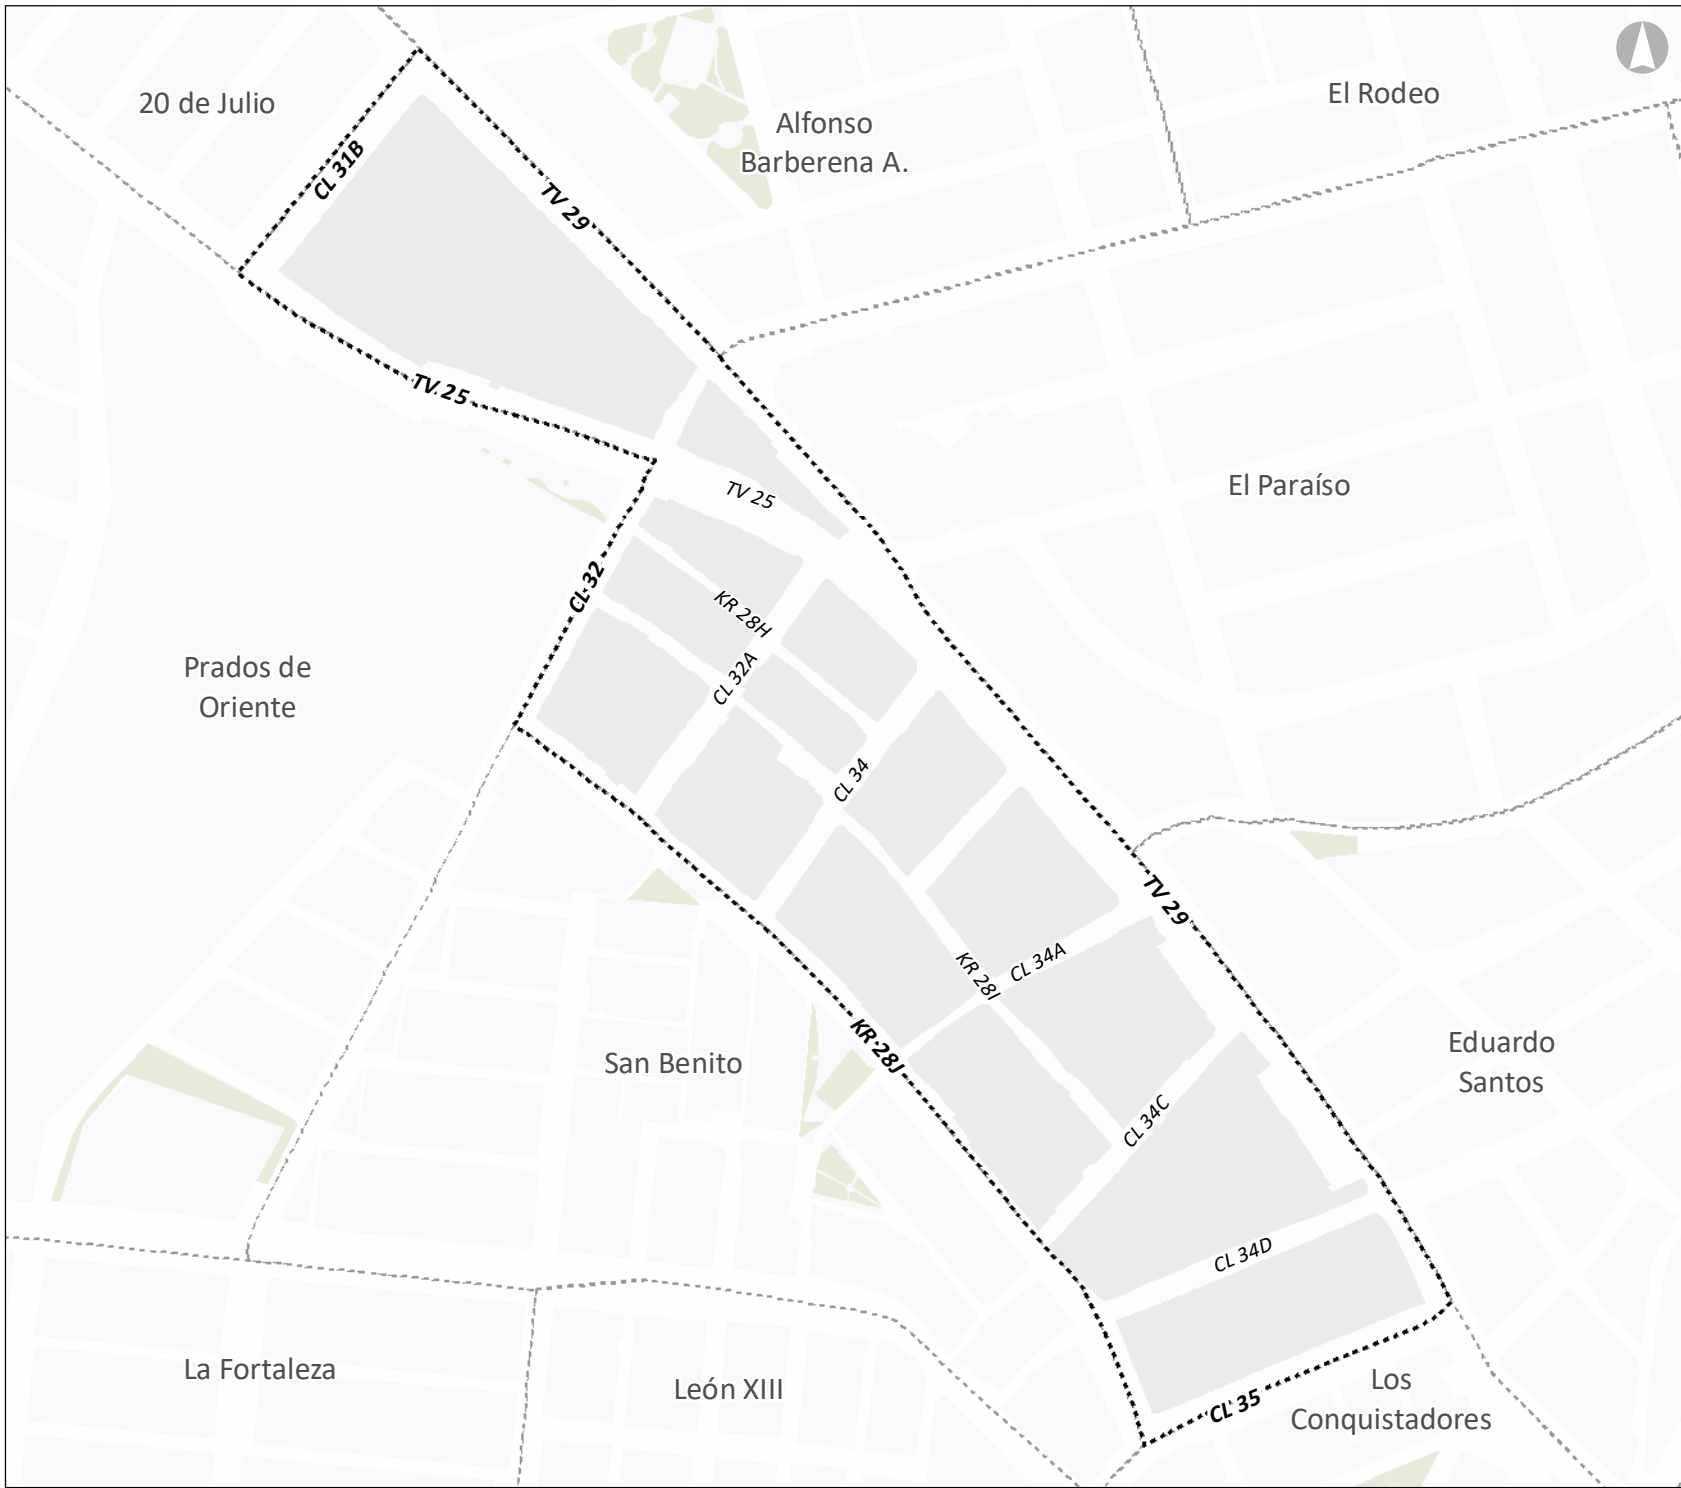 El Rodeo
20 de Julio
Alfonso
Barberena A.
CL 31B
TV 29
TV 25
El Paraíso
TV 25
CL 32
KR 28H
Prados de
Oriente
CL 32A
CL 34
TV 29
CL 34A
KR 28I
KR 28J
San Benito
Eduardo
Santos
CL 34C
CL 34D
La Fortaleza
León XIII
CL 35
Los
Conquistadores